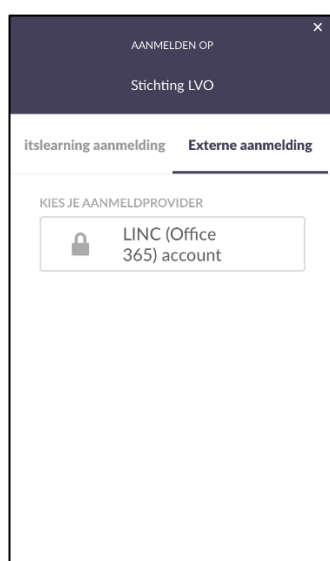 ×
AANMELDEN OP
Stichting LVO
itslearning aanmelding Externe aanmelding
KIES JE AANMELDPROVIDER
LINC (Office
365) account